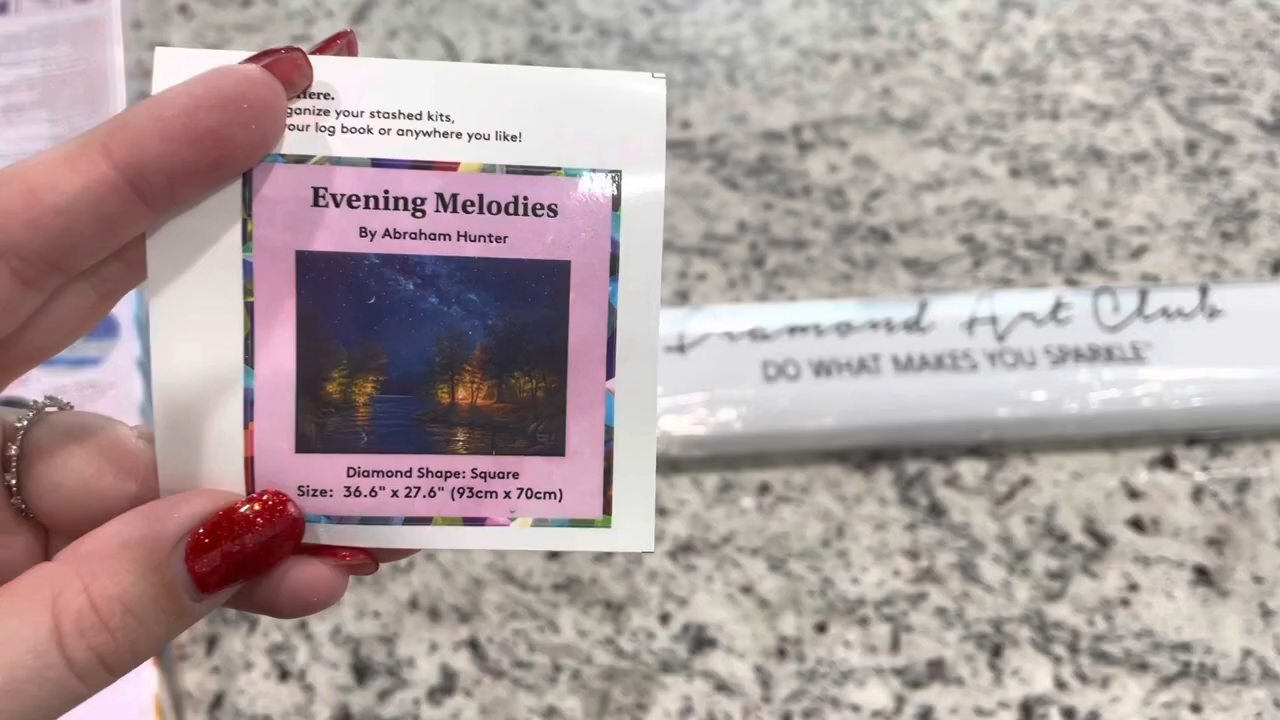 Here.
ganize your stashed kits,
your log book or anywhere you like!
Evening Melodies
By Abraham Hunter
Diamond Shape: Square
Size: 36.6" x 27.6" (93cm x 70cm)
Diamond Art Club
DO WHAT MAKES YOU SPARKLE™